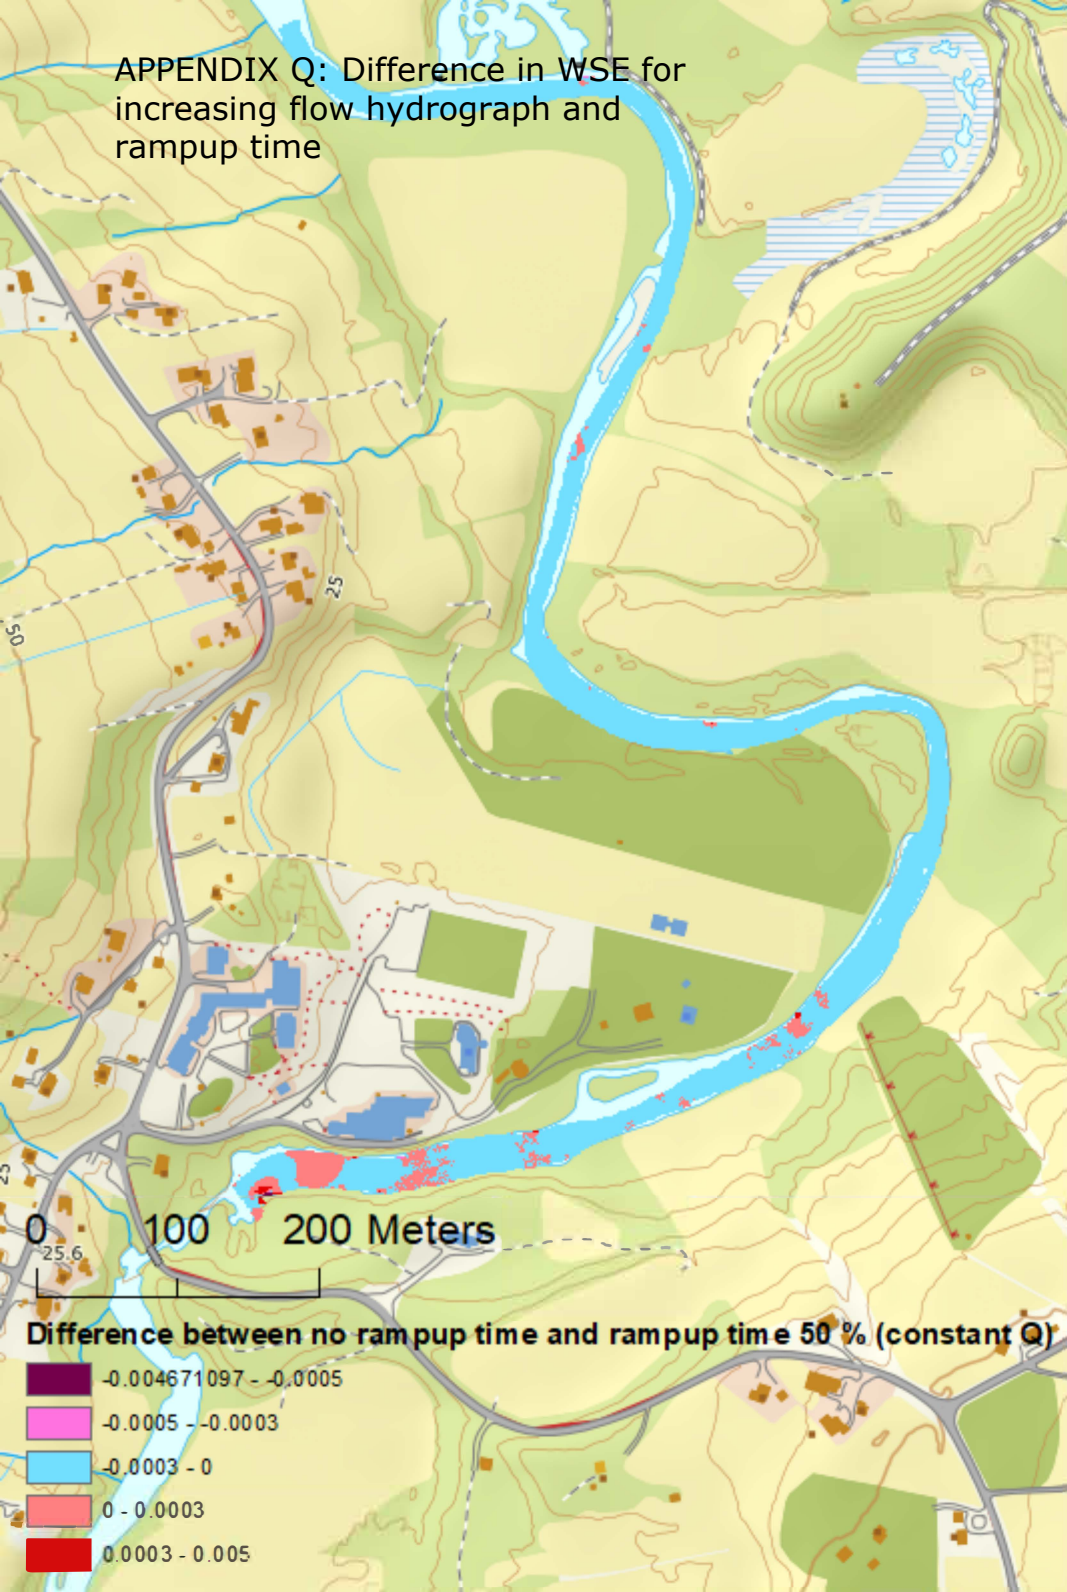 APPENDIX Q: Difference in WSE for
increasing flow hydrograph and
rampup time
25
50
25
0 100 200 Meters
25.6
Difference between no rampup time and rampup time 50 % (constant Q)
-0.004671097 - -0.0005
-0.0005 - -0.0003
-0.0003 - 0
0 - 0.0003
0.0003 - 0.005